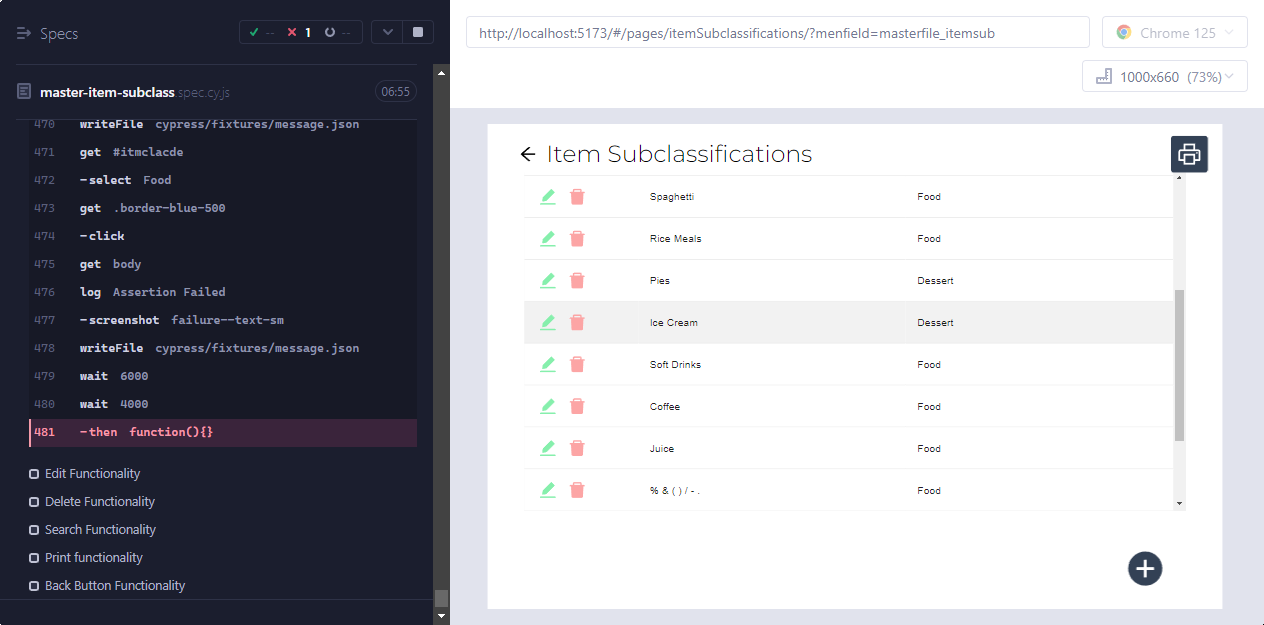 Specs
-- 1 --
master-item-subclass.spec.cy.js 06:55
470 writeFile cypress/fixtures/message.json
471 get #itmclacde
472 -select Food
473 get .border-blue-500
474 -click
475 get body
476 log Assertion Failed
477 -screenshot failure--text-sm
478 writeFile cypress/fixtures/message.json
479 wait 6000
480 wait 4000
481 -then function(){}
Edit Functionality
Delete Functionality
Search Functionality
Print functionality
Back Button Functionality
http://localhost:5173/#/pages/itemSubclassifications/?menfield=masterfile_itemsub
Chrome 125
1000x660 (73%)
Item Subclassifications
Spaghetti Food
Rice Meals Food
Pies Dessert
Ice Cream Dessert
Soft Drinks Food
Coffee Food
Juice Food
% & ( ) / - . Food